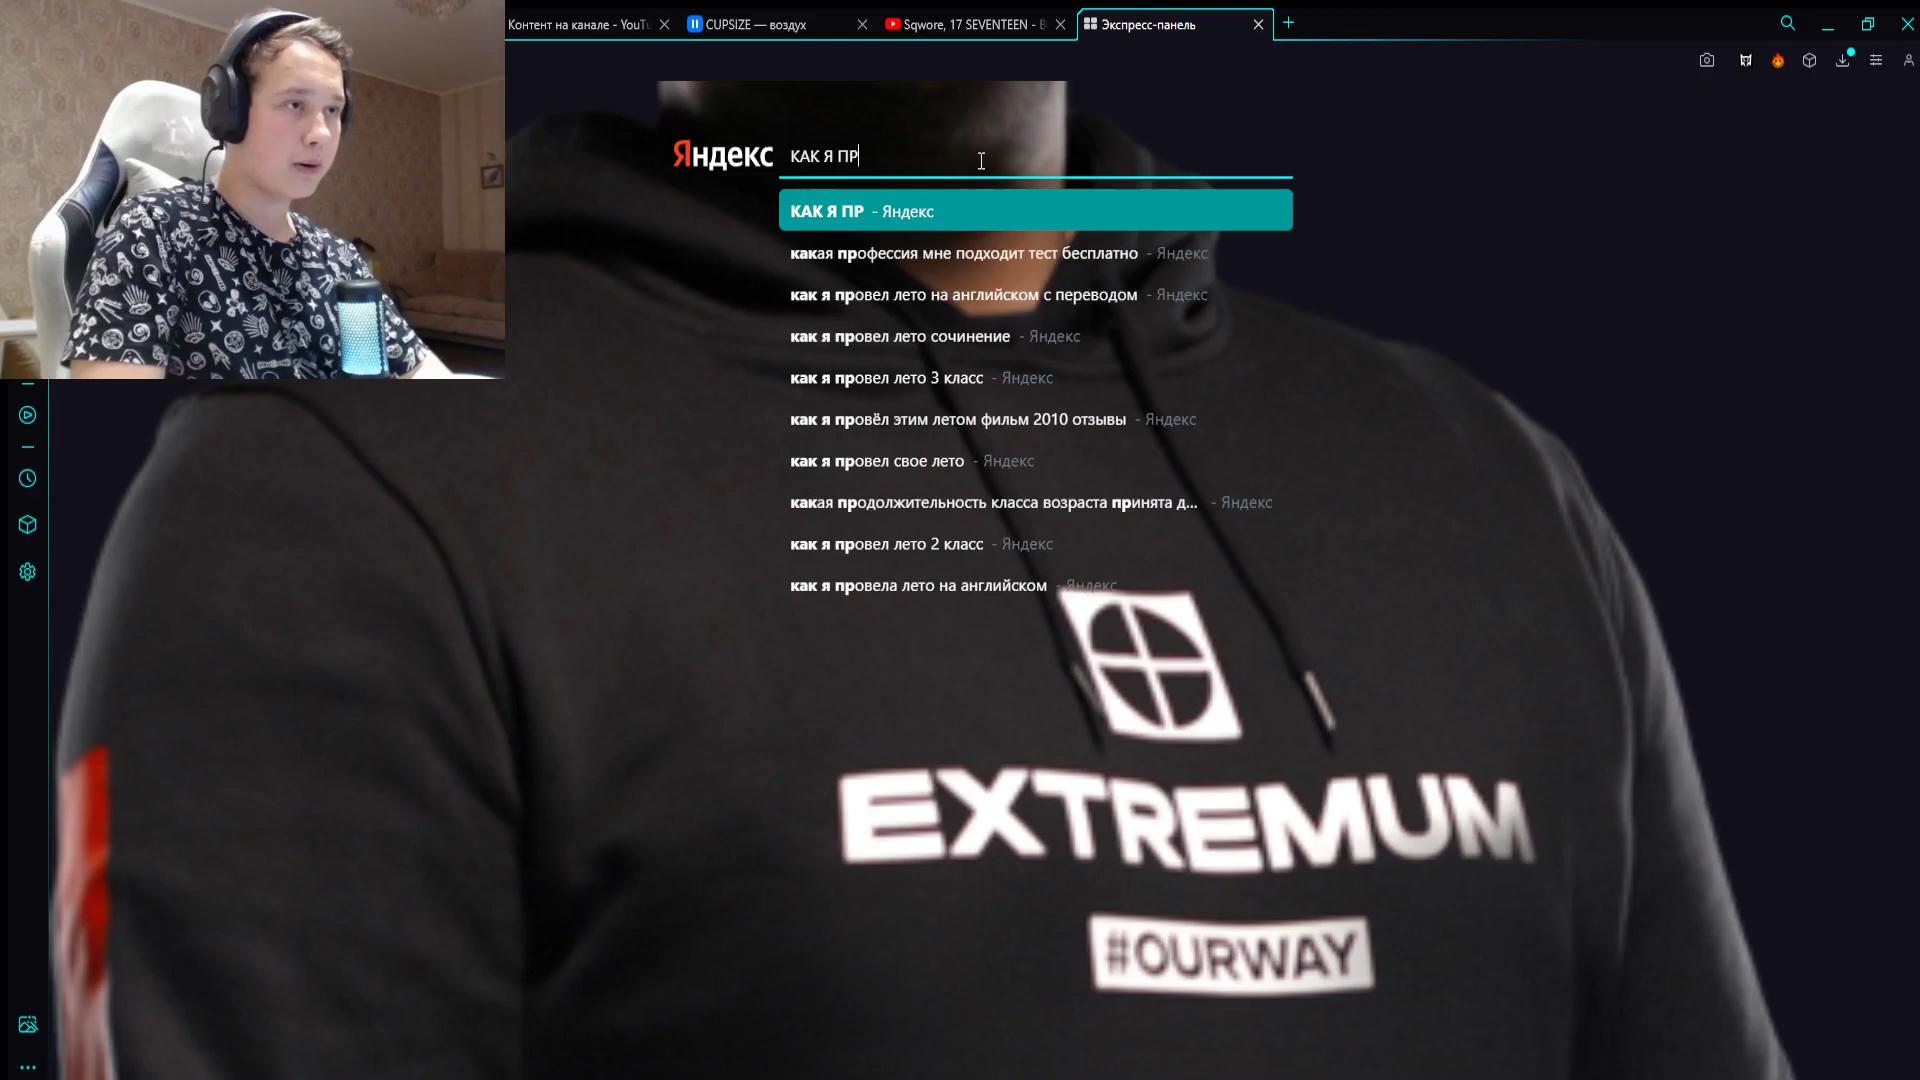 Контент на канале - YouTu
CUPSIZE — воздух
Sqwore, 17 SEVENTEEN - В
Экспресс-панель
Яндекс
КАК Я ПР
КАК Я ПР - Яндекс
какая профессия мне подходит тест бесплатно - Яндекс
как я провел лето на английском с переводом - Яндекс
как я провел лето сочинение - Яндекс
как я провел лето 3 класс - Яндекс
как я провёл этим летом фильм 2010 отзывы - Яндекс
как я провел свое лето - Яндекс
какая продолжительность класса возраста принята д... - Яндекс
как я провел лето 2 класс - Яндекс
как я провела лето на английском - Яндекс
EXTREMUM
#OURWAY